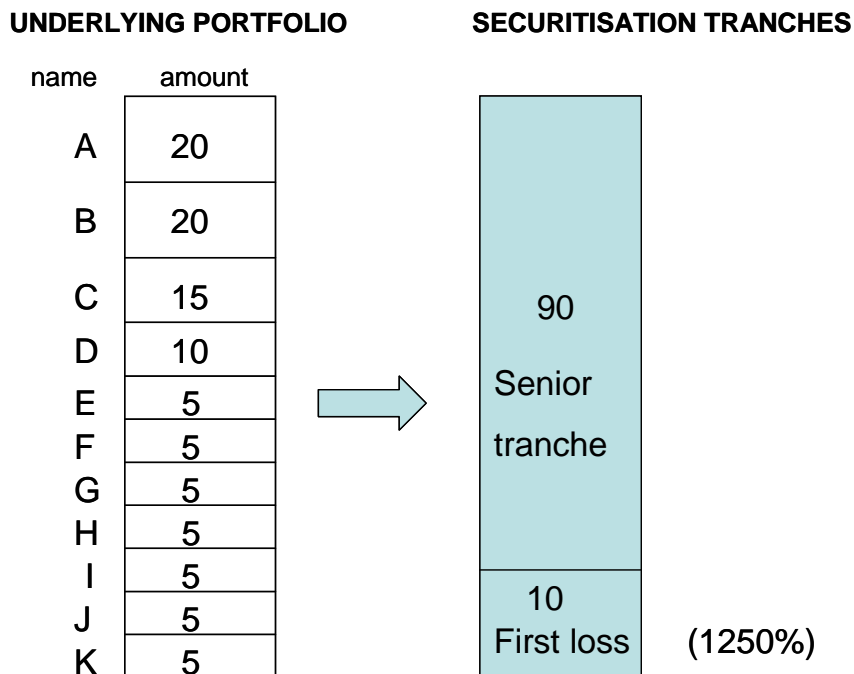 UNDERLYING PORTFOLIO SECURITISATION TRANCHES
name amount
A 20
B 20
C 15
D 10
E 5
F 5
G 5
H 5
I 5
J 5
K 5
90
Senior
tranche
10
First loss (1250%)